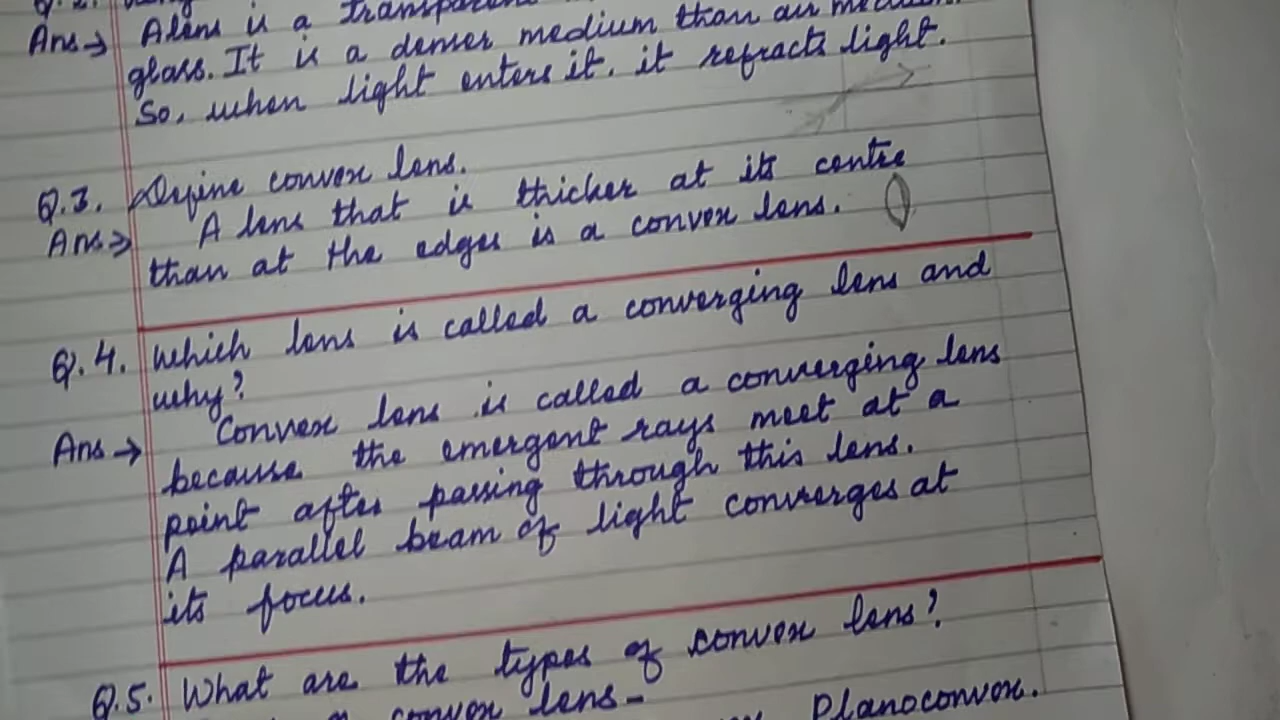 Ans→ A lens is a transparent
glass. It is a denser medium than air medium.
So, when light enters it, it refracts light.
Q.3. Define convex lens.
Ans→ A lens that is thicker at its centre
than at the edges is a convex lens.
Q.4. Which lens is called a converging lens and
why?
Ans→ Convex lens is called a converging lens
because the emergent rays meet at a
point after passing through this lens.
A parallel beam of light converges at
its focus.
Q.5. What are the types of convex lens?
convex lens-
Planoconvex.